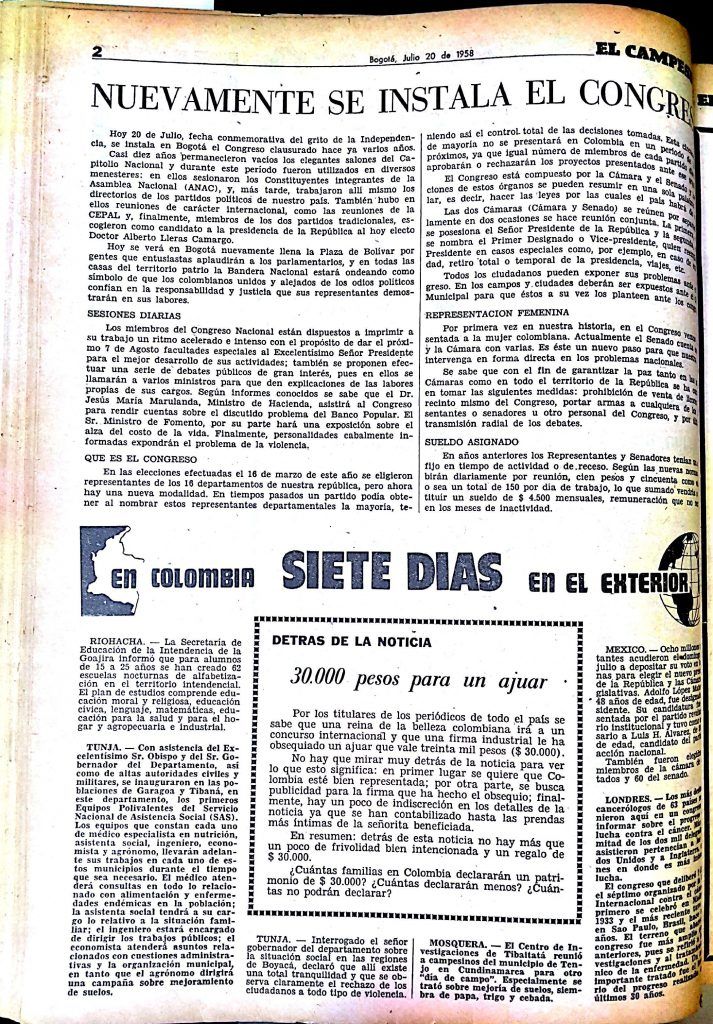 2
Bogotá, Julio 20 de 1958
EL CAMPE
NUEVAMENTE SE INSTALA EL CONGRE
Hoy 20 de Julio, fecha conmemorativa del grito de la Independen-
cia, se instala en Bogotá el Congreso clausurado hace ya varios años.
Casi diez años permanecieron vacíos los elegantes salones del Ca-
pitolio Nacional y durante este período fueron utilizados en diversos
menesteres: en ellos sesionaron los Constituyentes integrantes de la
Asamblea Nacional (ANAC), y, más tarde, trabajaron allí mismo los
directorios de los partidos políticos de nuestro país. También hubo en
ellos reuniones de carácter internacional, como las reuniones de la
CEPAL y, finalmente, miembros de los dos partidos tradicionales, es-
cogieron como candidato a la presidencia de la República al hoy electo
Doctor Alberto Lleras Camargo.
Hoy se verá en Bogotá nuevamente llena la Plaza de Bolívar por
gentes que entusiastas aplaudirán a los parlamentarios, y en todas las
casas del territorio patrio la Bandera Nacional estará ondeando como
símbolo de que los colombianos unidos y alejados de los odios políticos
confían en la responsabilidad y justicia que sus representantes demos-
trarán en sus labores.
SESIONES DIARIAS
Los miembros del Congreso Nacional están dispuestos a imprimir a
su trabajo un ritmo acelerado e intenso con el propósito de dar el próxi-
mo 7 de Agosto facultades especiales al Excelentísimo Señor Presidente
para el mejor desarrollo de sus actividades; también se proponen efec-
tuar una serie de debates públicos de gran interés, pues en ellos se
llamarán a varios ministros para que den explicaciones de las labores
propias de sus cargos. Según informes conocidos se sabe que el Dr.
Jesús María Marulanda, Ministro de Hacienda, asistirá al Congreso
para rendir cuentas sobre el discutido problema del Banco Popular. El
Sr. Ministro de Fomento, por su parte hará una exposición sobre el
alza del costo de la vida. Finalmente, personalidades cabalmente in-
formadas expondrán el problema de la violencia.
QUE ES EL CONGRESO
En las elecciones efectuadas el 16 de marzo de este año se eligieron
representantes de los 16 departamentos de nuestra república, pero ahora
hay una nueva modalidad. En tiempos pasados un partido podía obte-
ner al nombrar estos representantes departamentales la mayoría, te-
niendo así el control total de las decisiones tomadas. Esta
de mayoría no se presentará en Colombia en un período de
próximos, ya que igual número de miembros de cada partido
aprobarán o rechazarán los proyectos presentados ante
El Congreso está compuesto por la Cámara y el Senado y
ciones de estos órganos se pueden resumir en una sola
lar, es decir, hacer las leyes por las cuales el país habrá de
Las dos Cámaras (Cámara y Senado) se reúnen por sepa
lamente en dos ocasiones se hace reunión conjunta. La primera
se posesiona el Señor Presidente de la República y la segunda
se nombra el Primer Designado o Vice-presidente, quien
Presidente en casos especiales como, por ejemplo, en caso de
dad, retiro total o temporal de la presidencia, viajes, etc.
Todos los ciudadanos pueden exponer sus problemas ante
greso. En los campos y ciudades deberán ser expuestos ante el
Municipal para que éstos a su vez los planteen ante los
REPRESENTACION FEMENINA
Por primera vez en nuestra historia, en el Congreso
sentada a la mujer colombiana. Actualmente el Senado cuenta
y la Cámara con varias. Es éste un nuevo paso para que
intervenga en forma directa en los problemas nacionales.
Se sabe que con el fin de garantizar la paz tanto en las
Cámaras como en todo el territorio de la República se
en tomar las siguientes medidas: prohibición de venta de
recinto mismo del Congreso, portar armas a cualquiera de
sentantes o senadores u otro personal del Congreso, y por
transmisión radial de los debates.
SUELDO ASIGNADO
En años anteriores los Representantes y Senadores tenían
fijo en tiempo de actividad o de receso. Según las nuevas
birán diariamente por reunión, cien pesos y cincuenta como
o sea un total de 150 por día de trabajo, lo que sumado vendría
tituir un sueldo de $ 4.500 mensuales, remuneración que no
en los meses de inactividad.
EN COLOMBIA SIETE DIAS EN EL EXTERIOR
RIOHACHA. — La Secretaria de
Educación de la Intendencia de la
Goajira informó que para alumnos
de 15 a 25 años se han creado 62
escuelas nocturnas de alfabetiza-
ción en el territorio intendencial.
El plan de estudios comprende edu-
cación moral y religiosa, educación
cívica, lenguaje, matemáticas, edu-
cación para la salud y para el ho-
gar y agropecuaria e industrial.
TUNJA. — Con asistencia del Ex-
celentísimo Sr. Obispo y del Sr. Go-
bernador del Departamento, así
como de altas autoridades civiles y
militares, se inauguraron en las po-
blaciones de Garagoa y Tibaná, en
este departamento, los primeros
Equipos Polivalentes del Servicio
Nacional de Asistencia Social (SAS).
Los equipos que constan cada uno
de médico especialista en nutrición,
asistenta social, ingeniero, econo-
mista y agrónomo, llevarán adelan-
te sus trabajos en cada uno de es-
tos municipios durante el tiempo
que sea necesario. El médico aten-
derá consultas en todo lo relacio-
nado con alimentación y enferme-
dades endémicas en la población;
la asistenta social tendrá a su car-
go lo relativo a la situación fami-
liar; el ingeniero estará encargado
de dirigir los trabajos públicos; el
economista atenderá asuntos rela-
cionados con cuestiones administra-
tivas y la organización municipal,
en tanto que el agrónomo dirigirá
una campaña sobre mejoramiento
de suelos.
DETRAS DE LA NOTICIA
30.000 pesos para un ajuar
Por los titulares de los periódicos de todo el país se
sabe que una reina de la belleza colombiana irá a un
concurso internacional y que una firma industrial le ha
obsequiado un ajuar que vale treinta mil pesos ($ 30.000).
No hay que mirar muy detrás de la noticia para ver
lo que esto significa: en primer lugar se quiere que Co-
lombia esté bien representada; por otra parte, se busca
publicidad para la firma que ha hecho el obsequio; final-
mente, hay un poco de indiscreción en los detalles de la
noticia ya que se han contabilizado hasta las prendas
más íntimas de la señorita beneficiada.
En resumen: detrás de esta noticia no hay más que
un poco de frivolidad bien intencionada y un regalo de
$ 30.000.
¿Cuántas familias en Colombia declararán un patri-
monio de $ 30.000? ¿Cuántas declararán menos? ¿Cuán-
tas no podrán declarar?
TUNJA. — Interrogado el señor
gobernador del departamento sobre
la situación social en las regiones
de Boyacá, declaró que allí existe
una total tranquilidad y que se ob-
serva claramente el rechazo de los
ciudadanos a todo tipo de violencia.
MOSQUERA. — El Centro de In-
vestigaciones de Tibaitatá reunió
a campesinos del municipio de Ten-
jo en Cundinamarca para otro
"día de campo". Especialmente se
trató sobre mejoría de suelos, siem-
bra de papa, trigo y cebada.
MEXICO. — Ocho millones
tantes acudieron el domingo
julio a depositar su voto en
nas para elegir el nuevo pre
de la República y las Cámaras
gislativas. Adolfo López Mat
48 años de edad, fue designado
sidente. Su candidatura
sentada por el partido revo
rio institucional y tuvo como
ario a Luis H. Alvarez, de
de edad, candidato del
acción nacional.
También fueron elegidos
miembros de la cámara de
tados y 60 del senado.
LONDRES. — Los más des
cancerólogos de 63 países
nieron aquí en un congreso
informar sobre el progreso
lucha contra el cáncer.
mitad de los dos mil delegados
asistieron pertenecían a
dos Unidos y a Inglaterra
nes en donde es más
lucha.
El congreso que deliberó
el séptimo organizado por
Internacional contra el
primero se celebró en
1933 y el más reciente
en Sao Paulo, Brasil,
años. El terreno que
congreso fue más
anteriores, pues se refirió
vestigaciones y al tratamiento
nico de la enfermedad.
importante tratado fue el
rio del progreso realizado
últimos 30 años.